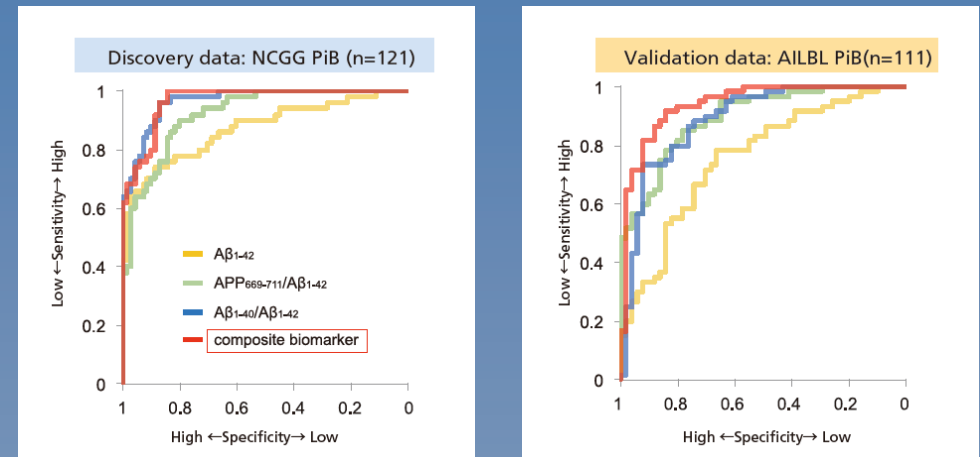 Discovery data: NCGG PiB (n=121)
Low ←Sensitivity→ High
1
0.8
0.6
0.4
0.2
0
Aβ1-42
APP669-711/Aβ1-42
Aβ1-40/Aβ1-42
composite biomarker
1 0.8 0.6 0.4 0.2 0
High ←Specificity→ Low
Validation data: AILBL PiB(n=111)
Low ←Sensitivity→ High
1
0.8
0.6
0.4
0.2
0
1 0.8 0.6 0.4 0.2 0
High ←Specificity→ Low